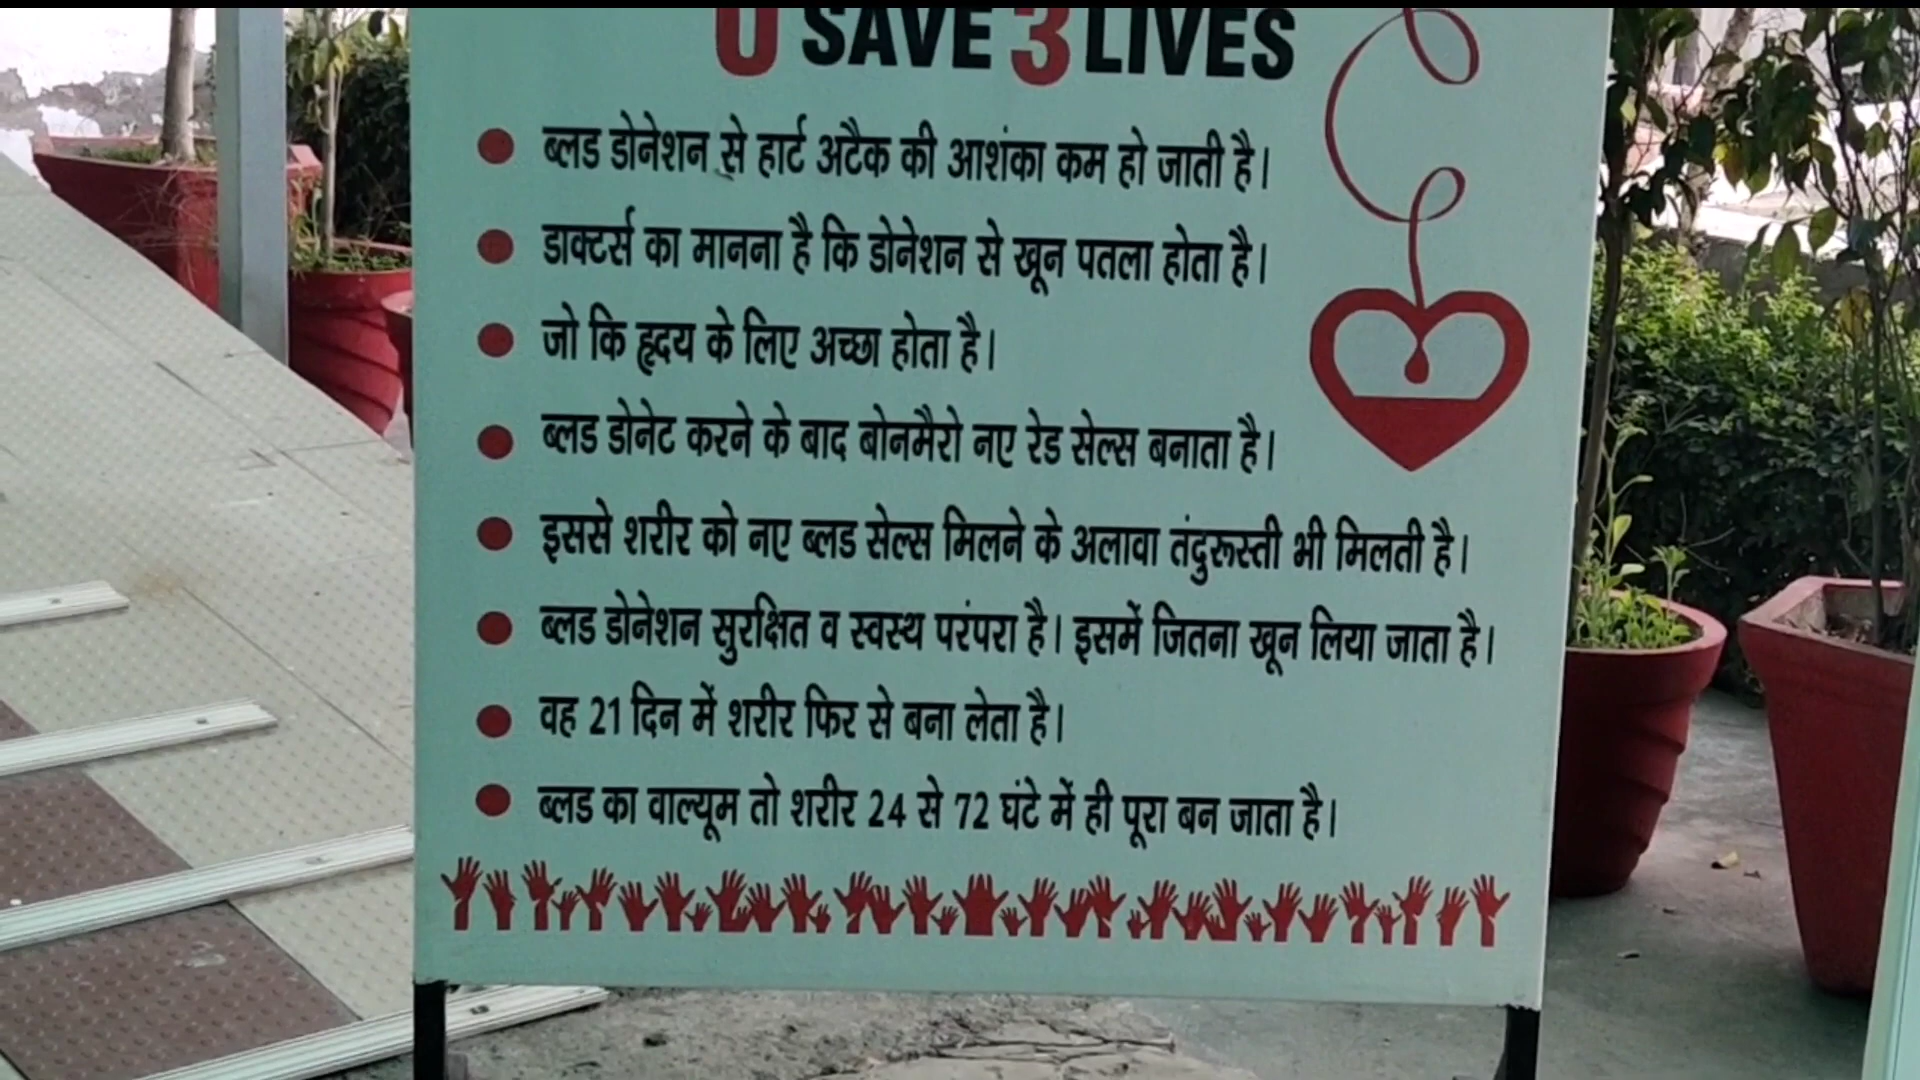 U SAVE 3 LIVES
ब्लड डोनेशन से हार्ट अटैक की आशंका कम हो जाती है।
डाक्टर्स का मानना है कि डोनेशन से खून पतला होता है।
जो कि हृदय के लिए अच्छा होता है।
ब्लड डोनेट करने के बाद बोनमैरो नए रेड सेल्स बनाता है।
इससे शरीर को नए ब्लड सेल्स मिलने के अलावा तंदुरूस्ती भी मिलती है।
ब्लड डोनेशन सुरक्षित व स्वस्थ परंपरा है। इसमें जितना खून लिया जाता है।
वह 21 दिन में शरीर फिर से बना लेता है।
ब्लड का वाल्यूम तो शरीर 24 से 72 घंटे में ही पूरा बन जाता है।